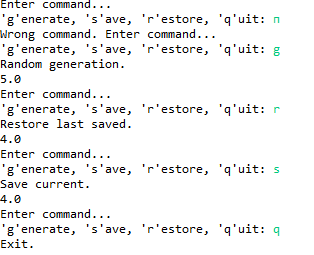 Enter command...
'g'enerate, 's'ave, 'r'estore, 'q'uit: n
Wrong command. Enter command...
'g'enerate, 's'ave, 'r'estore, 'q'uit: g
Random generation.
5.0
Enter command...
'g'enerate, 's'ave, 'r'estore, 'q'uit: r
Restore last saved.
4.0
Enter command...
'g'enerate, 's'ave, 'r'estore, 'q'uit: s
Save current.
4.0
Enter command...
'g'enerate, 's'ave, 'r'estore, 'q'uit: q
Exit.